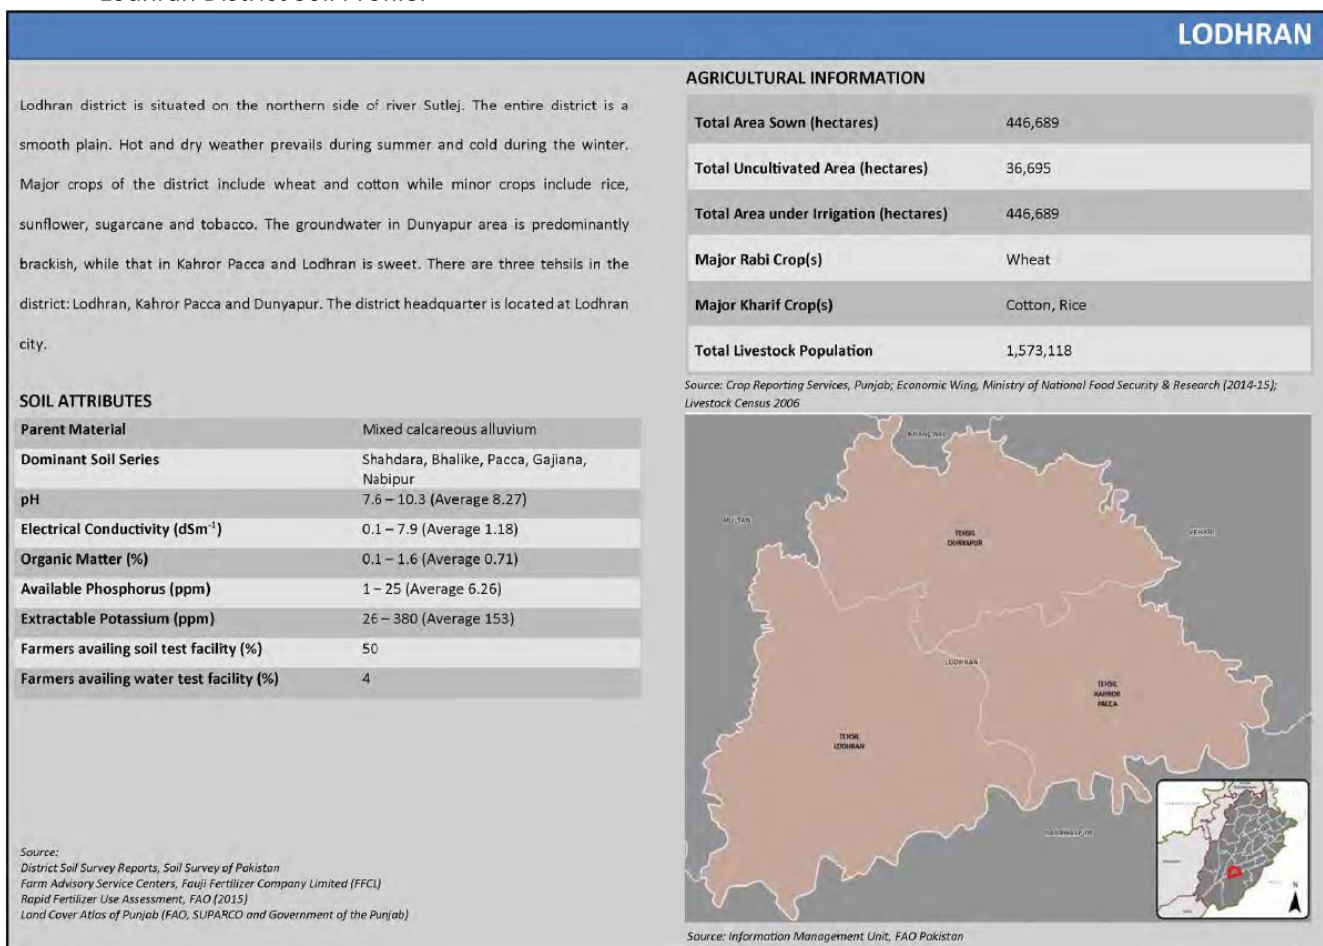 Lodhran District Soil Profile:
LODHRAN
Lodhran district is situated on the northern side of river Sutlej. The entire district is a
smooth plain. Hot and dry weather prevails during summer and cold during the winter.
Major crops of the district include wheat and cotton while minor crops include rice,
sunflower, sugarcane and tobacco. The groundwater in Dunyapur area is predominantly
brackish, while that in Kahror Pacca and Lodhran is sweet. There are three tehsils in the
district: Lodhran, Kahror Pacca and Dunyapur. The district headquarter is located at Lodhran
city.
SOIL ATTRIBUTES
Parent Material Mixed calcareous alluvium
Dominant Soil Series Shahdara, Bhalike, Pacca, Gajiana,
Nabipur
pH 7.6 – 10.3 (Average 8.27)
Electrical Conductivity (dSm⁻¹) 0.1 – 7.9 (Average 1.18)
Organic Matter (%) 0.1 – 1.6 (Average 0.71)
Available Phosphorus (ppm) 1 – 25 (Average 6.26)
Extractable Potassium (ppm) 26 – 380 (Average 153)
Farmers availing soil test facility (%) 50
Farmers availing water test facility (%) 4
Source:
District Soil Survey Reports, Soil Survey of Pakistan
Farm Advisory Service Centers, Fauji Fertilizer Company Limited (FFCL)
Rapid Fertilizer Use Assessment, FAO (2015)
Land Cover Atlas of Punjab (FAO, SUPARCO and Government of the Punjab)
AGRICULTURAL INFORMATION
Total Area Sown (hectares) 446,689
Total Uncultivated Area (hectares) 36,695
Total Area under Irrigation (hectares) 446,689
Major Rabi Crop(s) Wheat
Major Kharif Crop(s) Cotton, Rice
Total Livestock Population 1,573,118
Source: Crop Reporting Services, Punjab; Economic Wing, Ministry of National Food Security & Research (2014-15);
Livestock Census 2006
KHANEWAL
MULTAN
VEHARI
TEHSIL
DUNYAPUR
LODHRAN
TEHSIL
KAHROR
PACCA
TEHSIL
LODHRAN
BAHAWALPUR
N
Source: Information Management Unit, FAO Pakistan